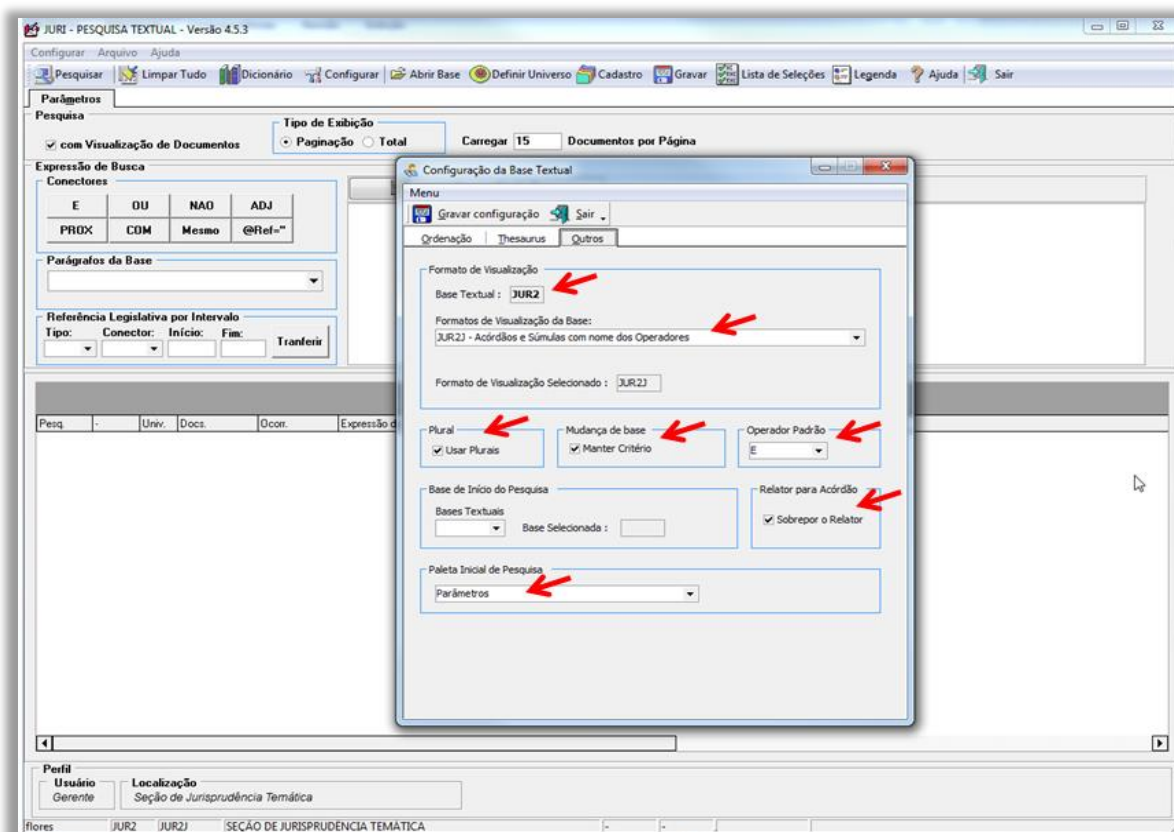 JURI - PESQUISA TEXTUAL - Versão 4.5.3
Configurar Arquivo Ajuda
Pesquisar Limpar Tudo Dicionário Configurar Abrir Base Definir Universo Cadastro Gravar Lista de Seleções Legenda Ajuda Sair
Parâmetros
Pesquisa
Tipo de Exibição
com Visualização de Documentos Paginação Total Carregar 15 Documentos por Página
Expressão de Busca
Conectores
E OU NAO ADJ
PROX COM Mesmo @Ref="
Parágrafos da Base
Referência Legislativa por Intervalo
Tipo: Conector: Início: Fim:
Tranferir
Pesq. - Univ. Docs. Ocorr. Expressão d
Configuração da Base Textual
Menu
Gravar configuração Sair
Ordenação Thesaurus Outros
Formato de Visualização
Base Textual : JUR2
Formatos de Visualização da Base:
JUR2J - Acórdãos e Súmulas com nome dos Operadores
Formato de Visualização Selecionado : JUR2J
Plural Mudança de base Operador Padrão
Usar Plurais Manter Critério E
Base de Início do Pesquisa Relator para Acórdão
Bases Textuais
Base Selecionada : Sobrepor o Relator
Paleta Inicial de Pesquisa
Parâmetros
Perfil
Usuário Localização
Gerente Seção de Jurisprudência Temática
flores JUR2 JUR2J SEÇÃO DE JURISPRUDÊNCIA TEMÁTICA - -